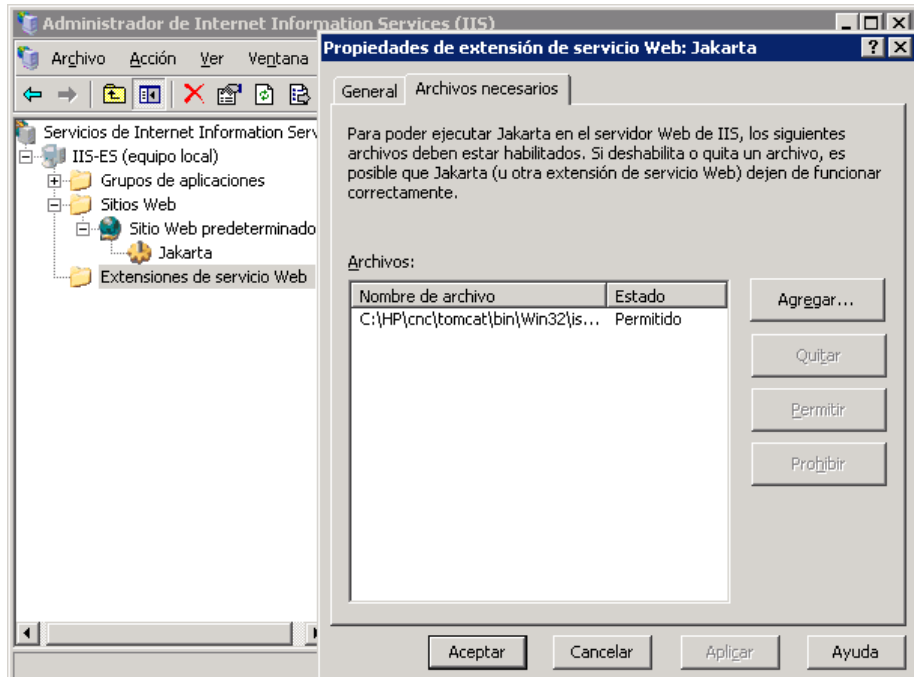 Administrador de Internet Information Services (IIS)
Archivo Acción Ver Ventana
Servicios de Internet Information Serv
IIS-ES (equipo local)
Grupos de aplicaciones
Sitios Web
Sitio Web predeterminado
Jakarta
Extensiones de servicio Web
Propiedades de extensión de servicio Web: Jakarta
General Archivos necesarios
Para poder ejecutar Jakarta en el servidor Web de IIS, los siguientes
archivos deben estar habilitados. Si deshabilita o quita un archivo, es
posible que Jakarta (u otra extensión de servicio Web) dejen de funcionar
correctamente.
Archivos:
Nombre de archivo Estado
C:\HP\cnc\tomcat\bin\Win32\is... Permitido
Agregar...
Quitar
Permitir
Prohibir
Aceptar Cancelar Aplicar Ayuda